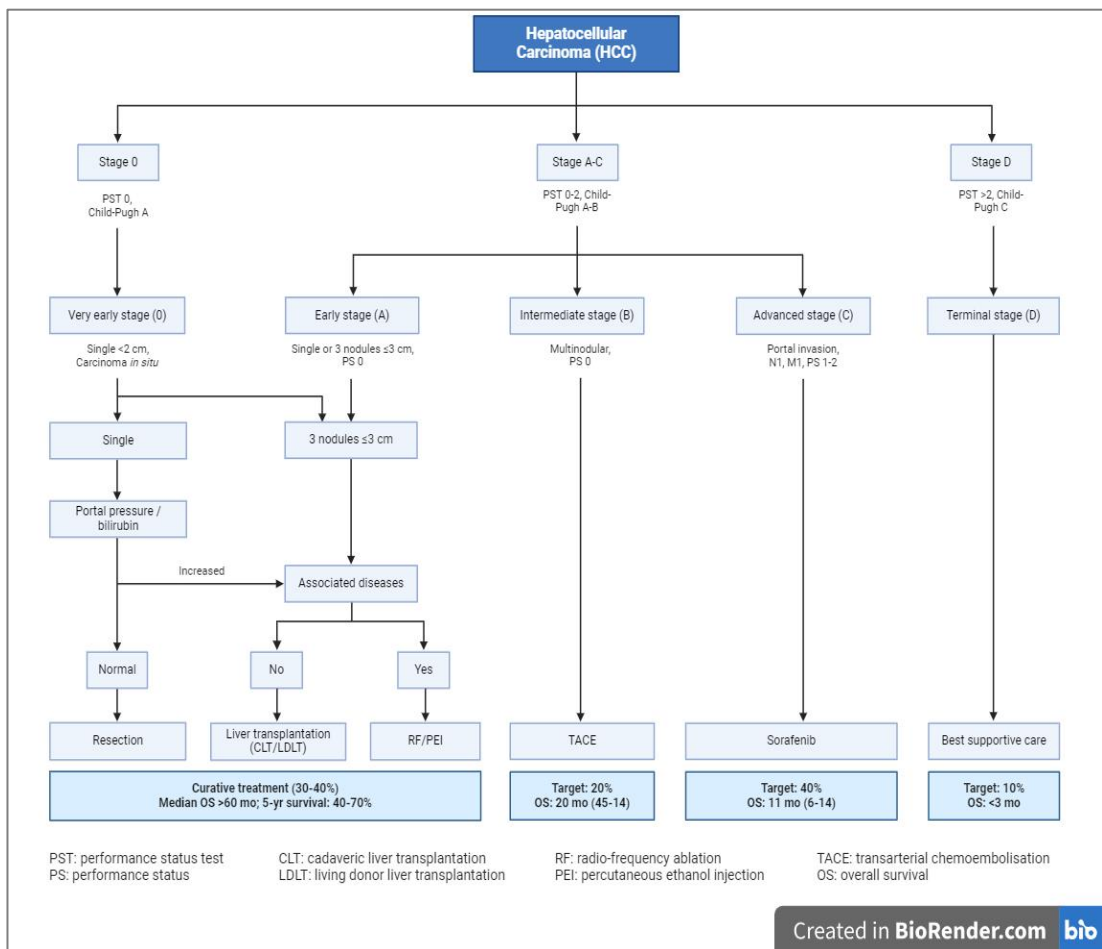 Hepatocellular
Carcinoma (HCC)
Stage 0
Stage A-C
Stage D
PST 0,
Child-Pugh A
PST 0-2, Child-
Pugh A-B
PST >2, Child-
Pugh C
Very early stage (0)
Early stage (A)
Intermediate stage (B)
Advanced stage (C)
Terminal stage (D)
Single <2 cm,
Carcinoma in situ
Single or 3 nodules ≤3 cm,
PS 0
Multinodular,
PS 0
Portal invasion,
N1, M1, PS 1-2
Single
3 nodules ≤3 cm
Portal pressure /
bilirubin
Increased
Associated diseases
Normal
No
Yes
Resection
Liver transplantation
(CLT/LDLT)
RF/PEI
TACE
Sorafenib
Best supportive care
Curative treatment (30-40%)
Median OS >60 mo; 5-yr survival: 40-70%
Target: 20%
OS: 20 mo (45-14)
Target: 40%
OS: 11 mo (6-14)
Target: 10%
OS: <3 mo
PST: performance status test
PS: performance status
CLT: cadaveric liver transplantation
LDLT: living donor liver transplantation
RF: radio-frequency ablation
PEI: percutaneous ethanol injection
TACE: transarterial chemoembolisation
OS: overall survival
Created in BioRender.com bio